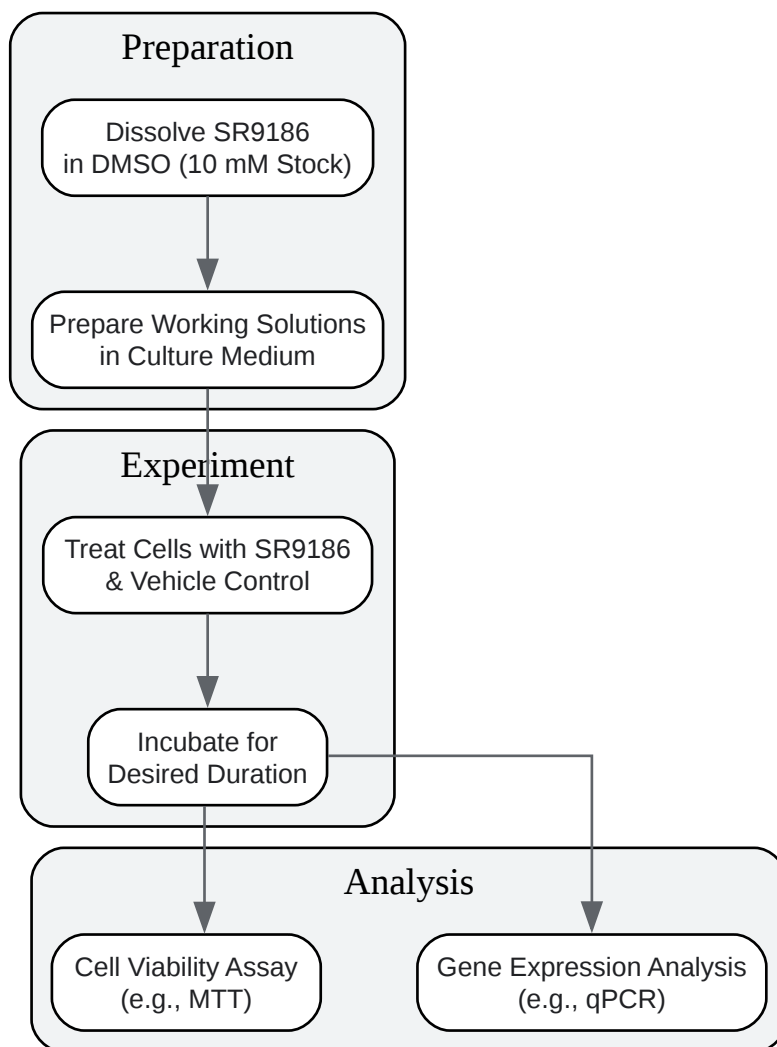 Preparation
Dissolve SR9186
in DMSO (10 mM Stock)
Prepare Working Solutions
in Culture Medium
Experiment
Treat Cells with SR9186
& Vehicle Control
Incubate for
Desired Duration
Analysis
Cell Viability Assay
(e.g., MTT)
Gene Expression Analysis
(e.g., qPCR)